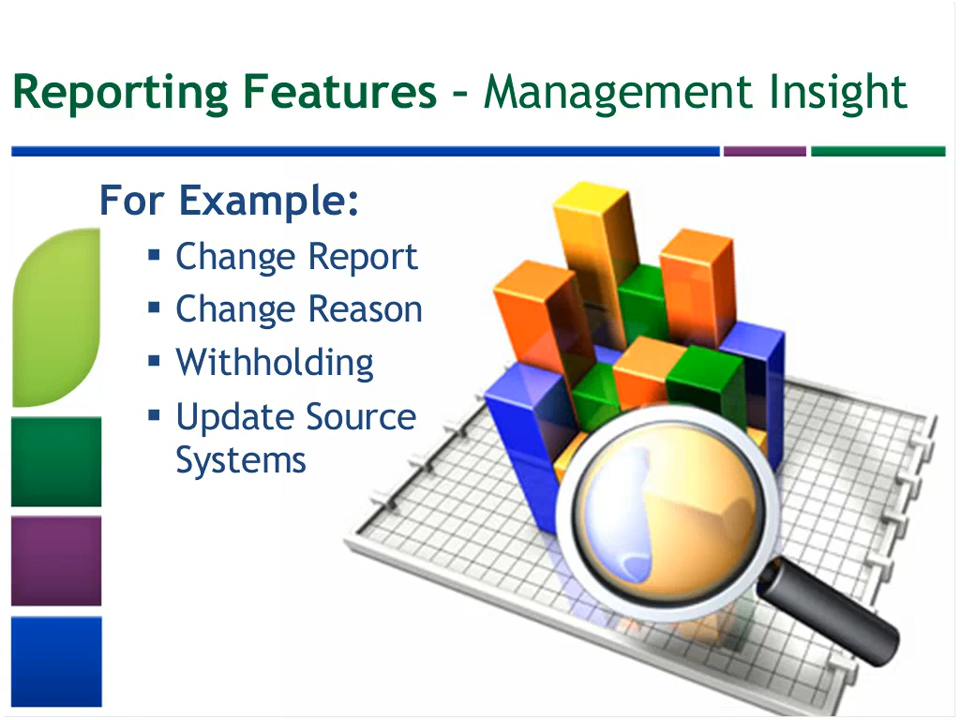 Reporting Features – Management Insight
For Example:
▪ Change Report
▪ Change Reason
▪ Withholding
▪ Update Source
Systems